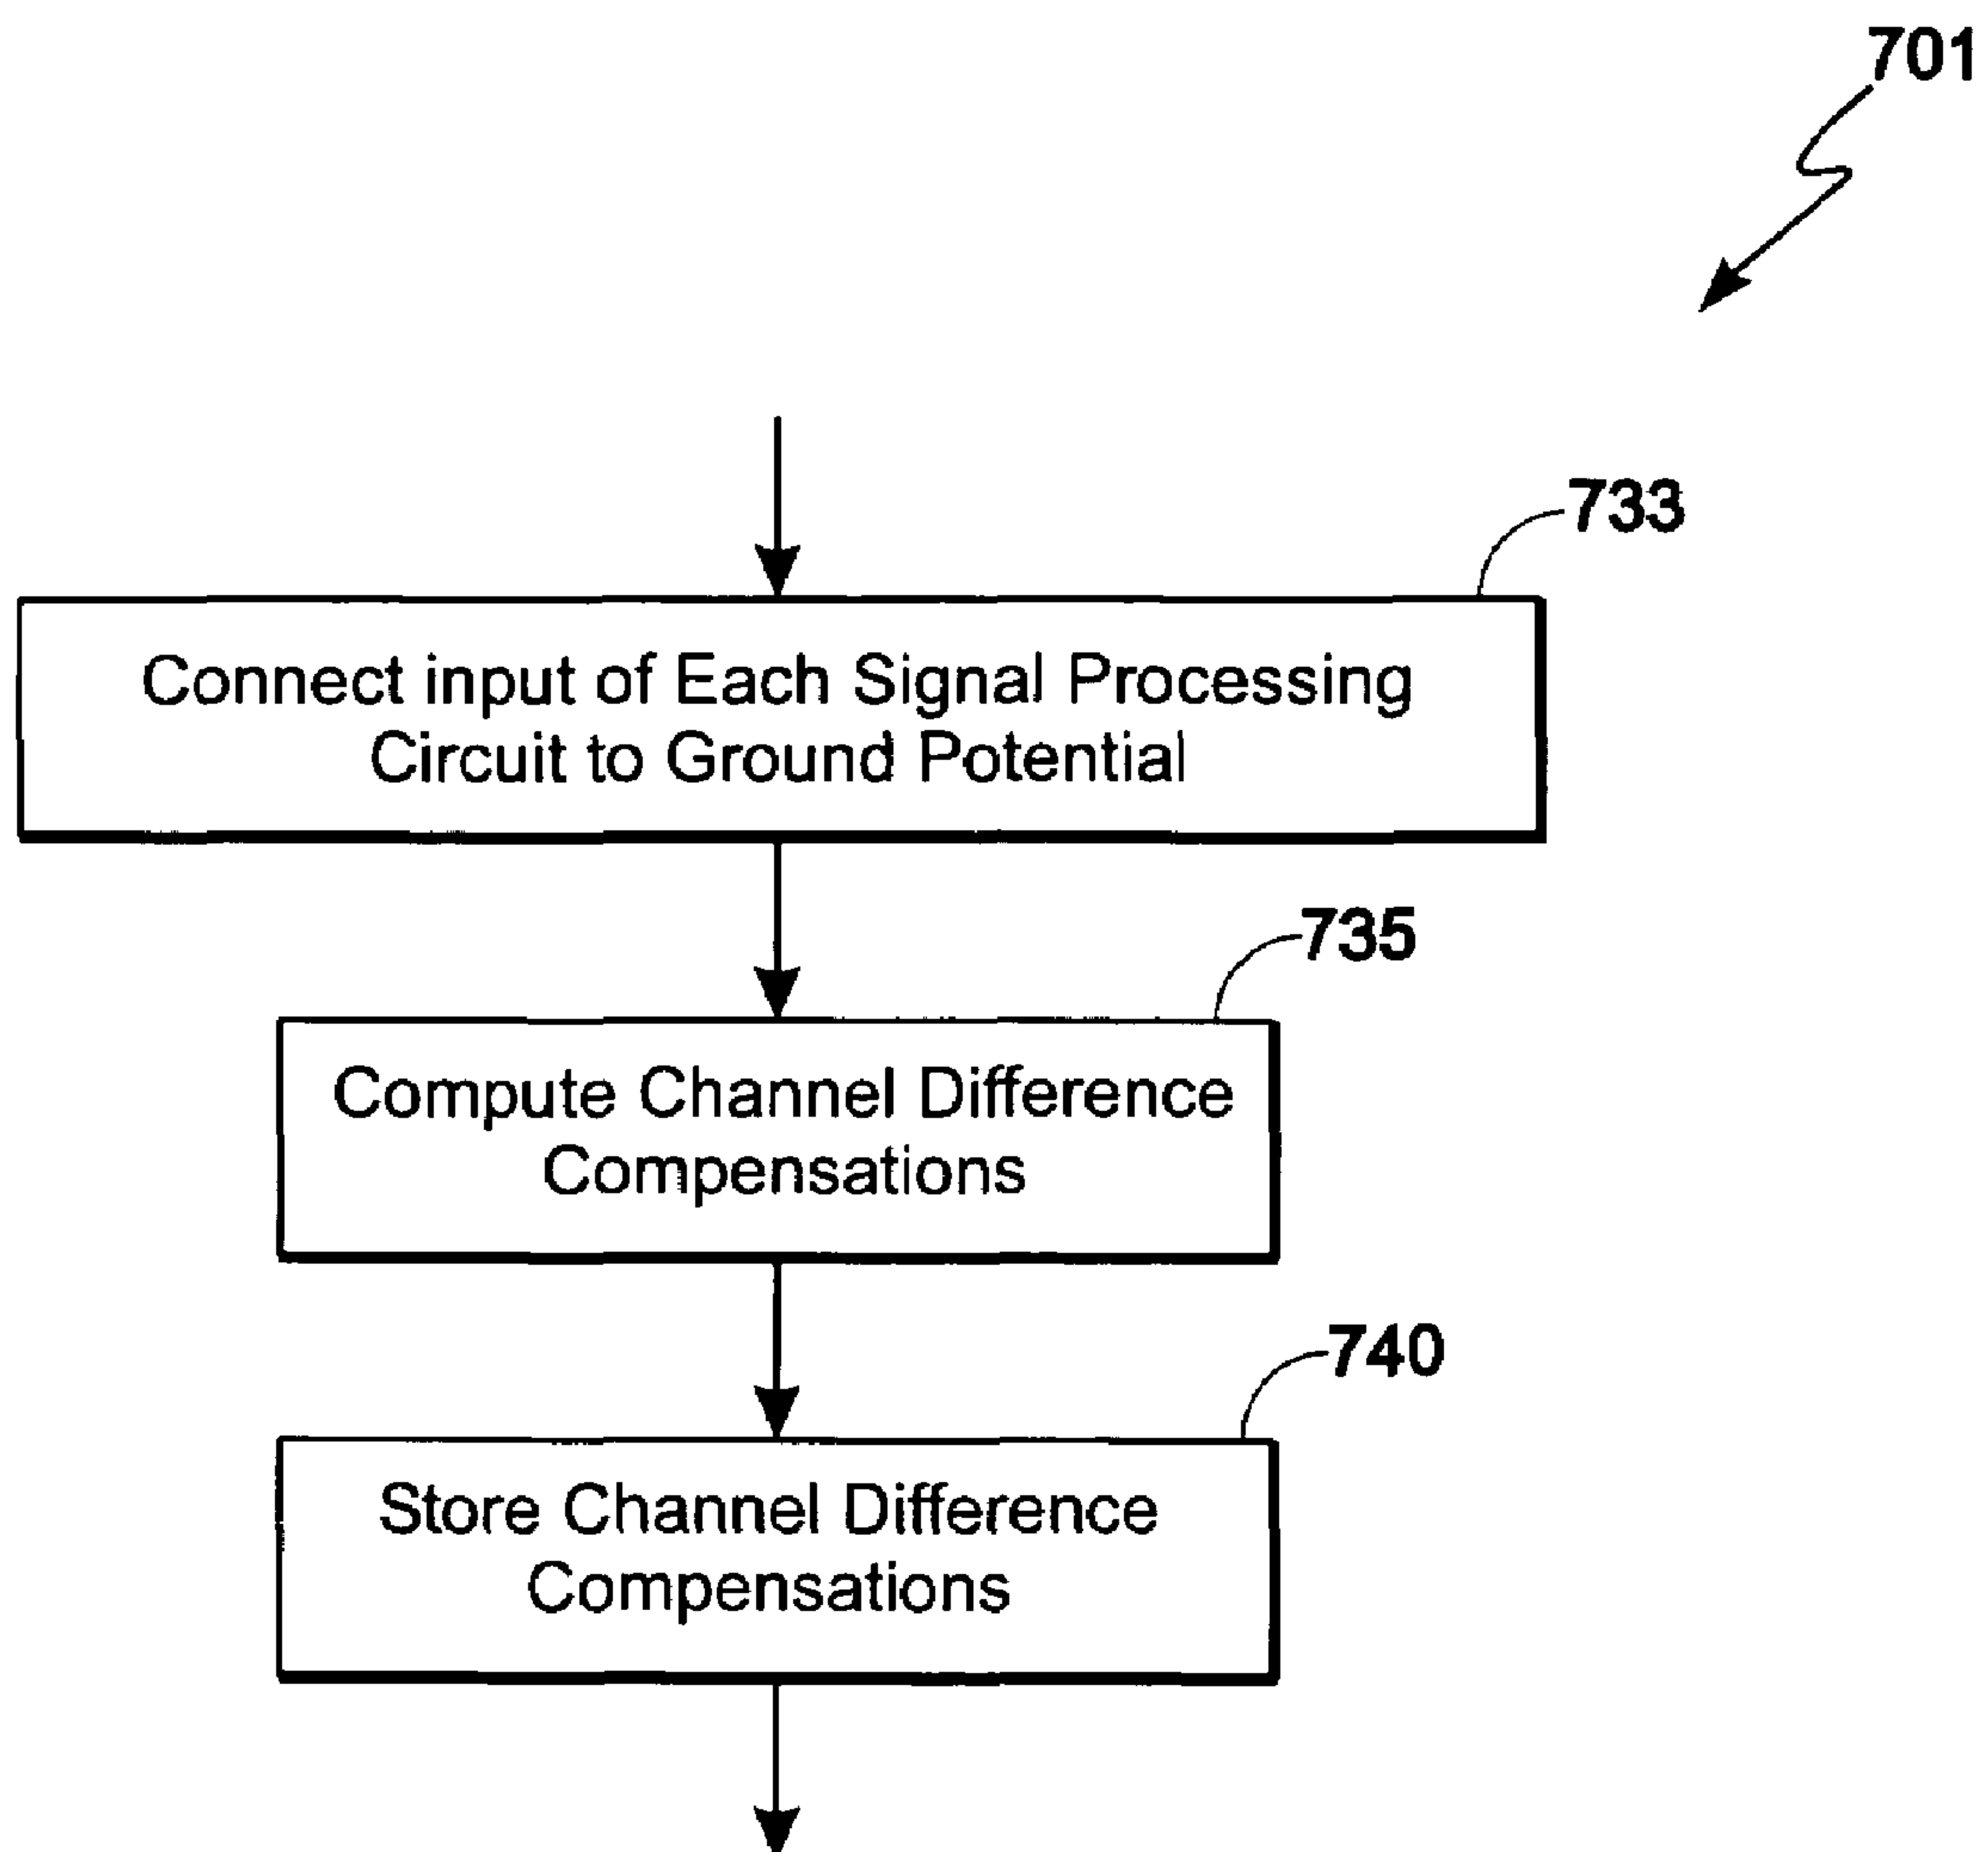 701
733
Connect input of Each Signal Processing
Circuit to Ground Potential
735
Compute Channel Difference
Compensations
740
Store Channel Difference
Compensations